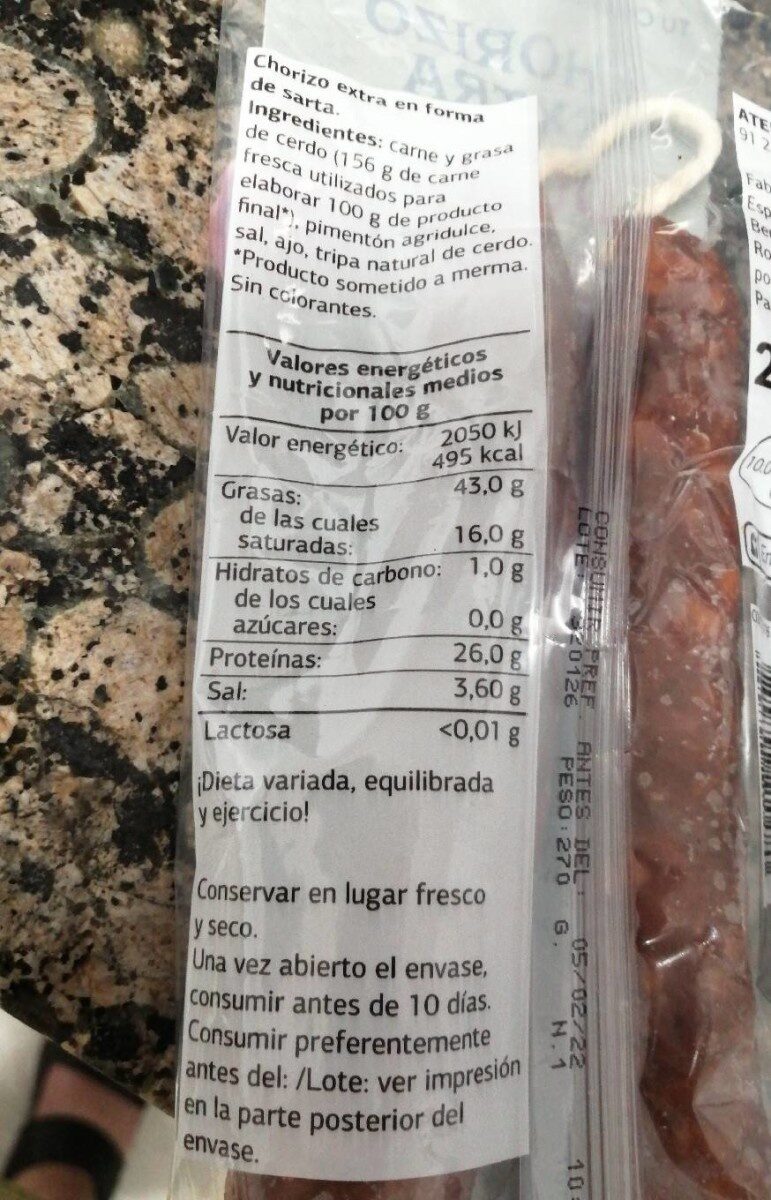 CHORIZO
EXTRA
Chorizo extra en forma
de sarta.
Ingredientes: carne y grasa
de cerdo (156 g de carne
fresca utilizados para
elaborar 100 g de producto
final*), pimentón agridulce,
sal, ajo, tripa natural de cerdo.
*Producto sometido a merma.
Sin colorantes.
Valores energéticos
y nutricionales medios
por 100 g
Valor energético: 2050 kJ
495 kcal
Grasas: 43,0 g
de las cuales
saturadas: 16,0 g
Hidratos de carbono: 1,0 g
de los cuales
azúcares: 0,0 g
Proteínas: 26,0 g
Sal: 3,60 g
Lactosa <0,01 g
¡Dieta variada, equilibrada
y ejercicio!
Conservar en lugar fresco
y seco.
Una vez abierto el envase,
consumir antes de 10 días.
Consumir preferentemente
antes del: /Lote: ver impresión
en la parte posterior del
envase.
CONSUMIR PREF. ANTES DEL: 05/02/22
LOTE: PESO: 270 G. N.1